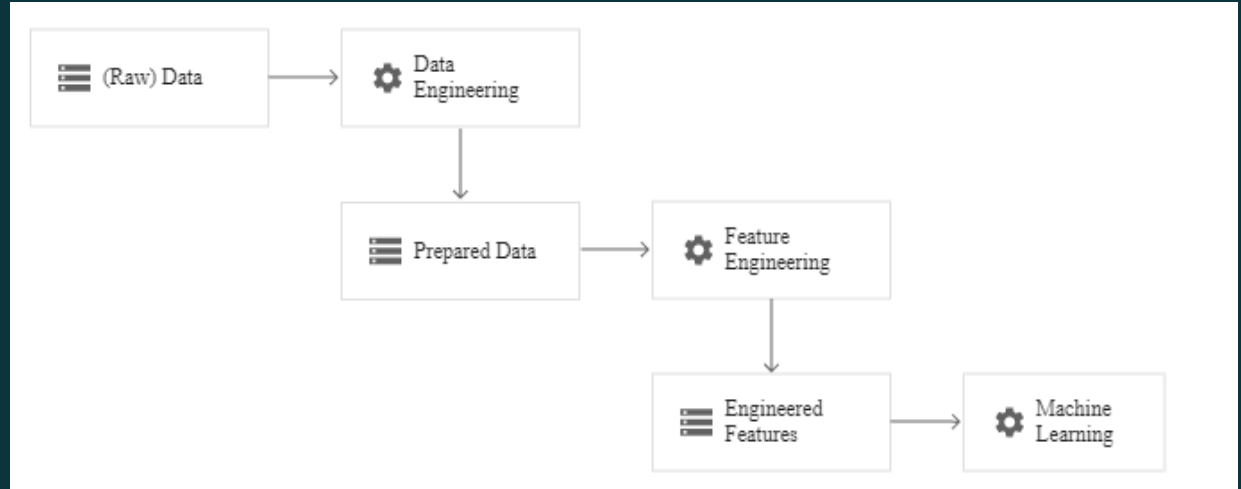 (Raw) Data
Data
Engineering
Prepared Data
Feature
Engineering
Engineered
Features
Machine
Learning